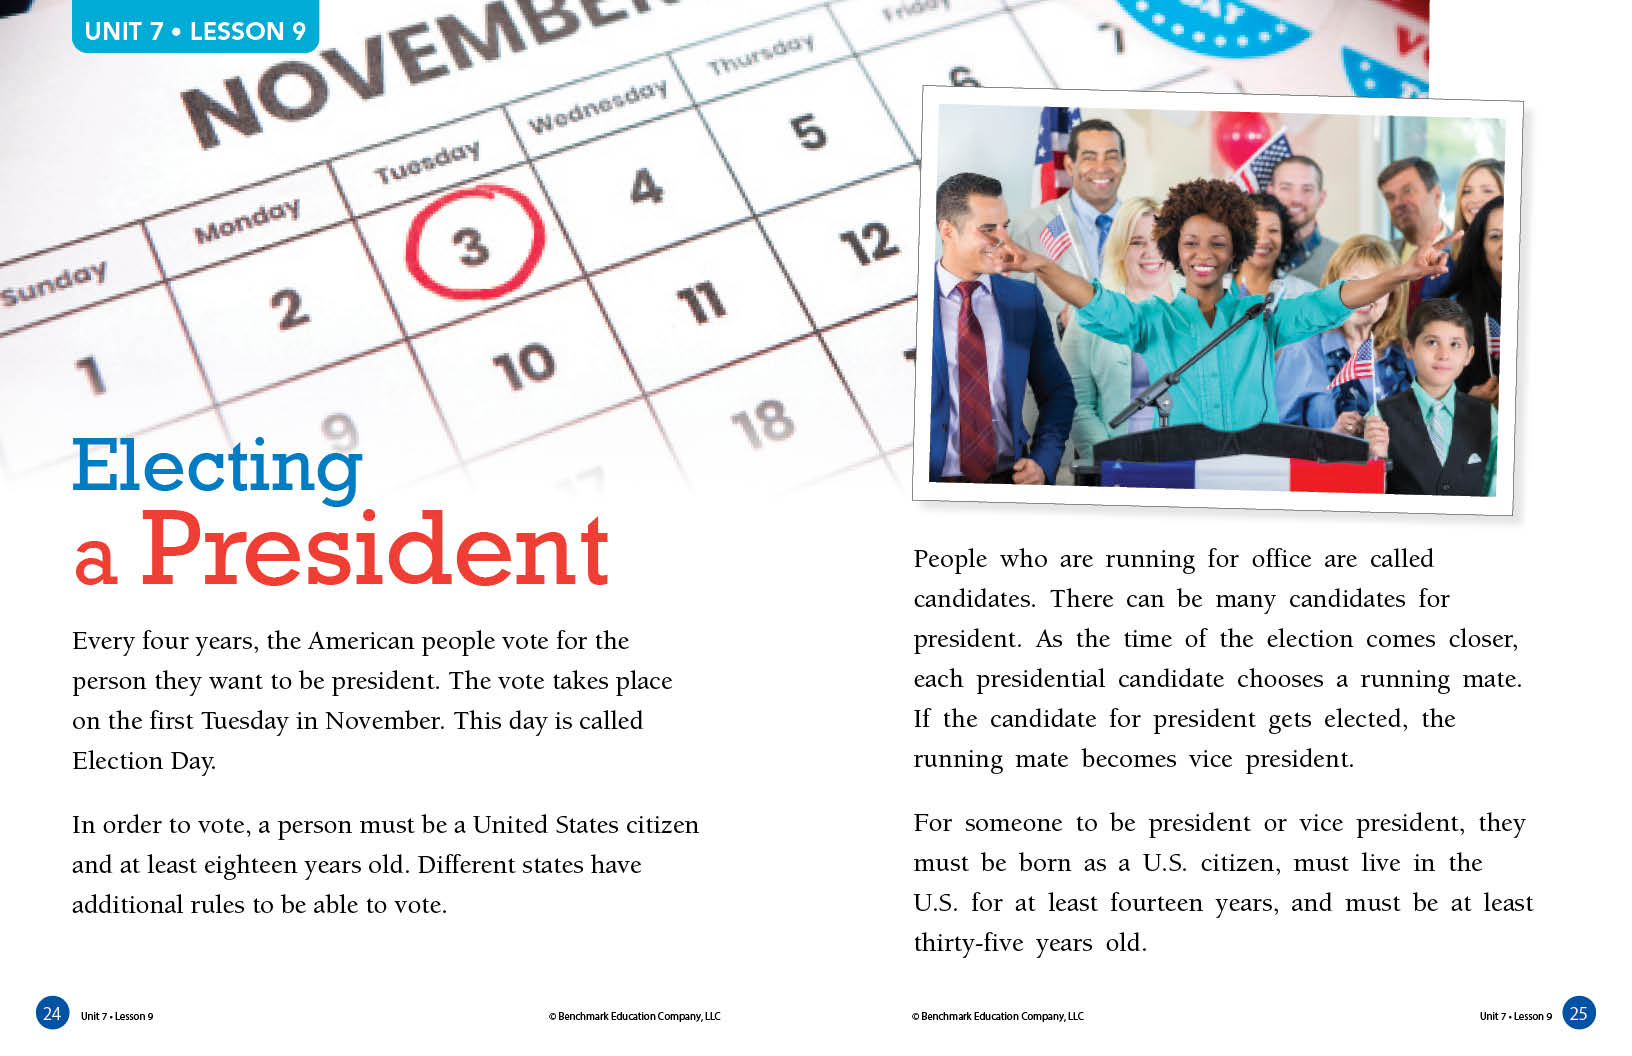 UNIT 7 • LESSON 9
NOVEMBE
Sunday Monday Tuesday Wednesday Thursday Friday
1 2 3 4 5 6 7
9 10 11 12
17 18
DAY
Electing
a President
Every four years, the American people vote for the
person they want to be president. The vote takes place
on the first Tuesday in November. This day is called
Election Day.
In order to vote, a person must be a United States citizen
and at least eighteen years old. Different states have
additional rules to be able to vote.
24 Unit 7 • Lesson 9
© Benchmark Education Company, LLC
People who are running for office are called
candidates. There can be many candidates for
president. As the time of the election comes closer,
each presidential candidate chooses a running mate.
If the candidate for president gets elected, the
running mate becomes vice president.
For someone to be president or vice president, they
must be born as a U.S. citizen, must live in the
U.S. for at least fourteen years, and must be at least
thirty-five years old.
© Benchmark Education Company, LLC
Unit 7 • Lesson 9 25